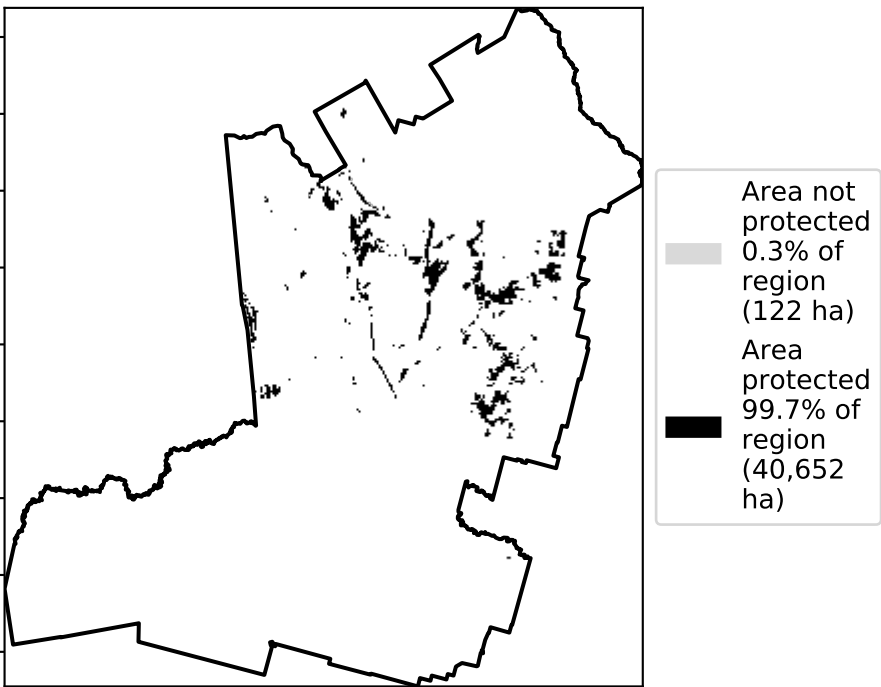 Area not
protected
0.3% of
region
(122 ha)
Area
protected
99.7% of
region
(40,652
ha)